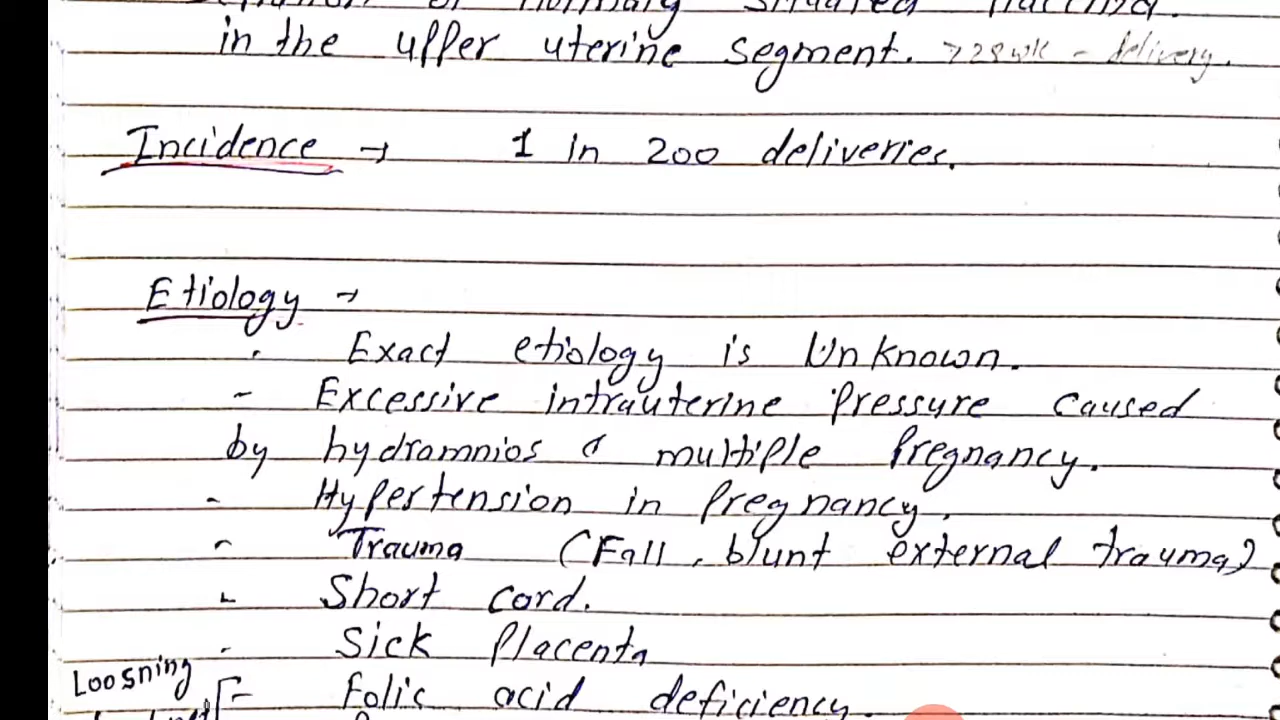 situated
in the upper uterine segment. >28wk - delivery.
Incidence → 1 in 200 deliveries.
Etiology →
. Exact etiology is Unknown.
- Excessive intrauterine Pressure caused
by hydramnios & multiple Pregnancy.
- Hypertension in Pregnancy.
- Trauma (Fall, blunt external trauma)
- Short cord.
- Sick Placenta
Loosning
- Folic acid deficiency.